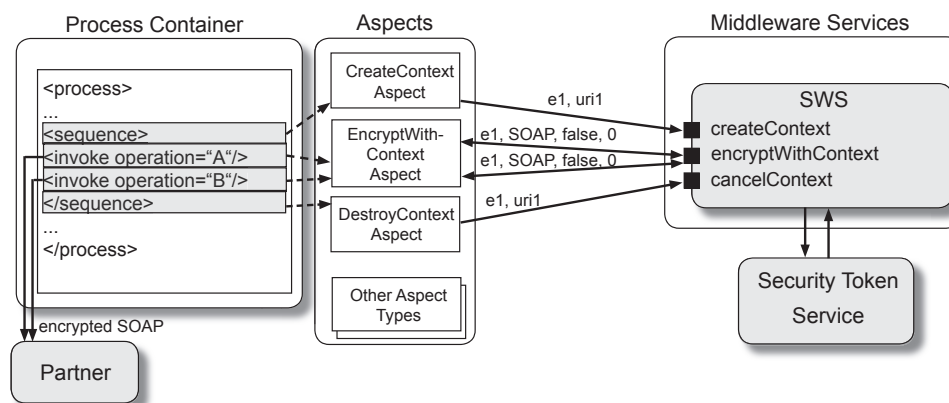 Process Container
Aspects
Middleware Services
<process>
...
<sequence>
<invoke operation=“A“/>
<invoke operation=“B“/>
</sequence>
...
</process>
CreateContext
Aspect
EncryptWith-
Context
Aspect
DestroyContext
Aspect
Other Aspect
Types
e1, uri1
e1, SOAP, false, 0
e1, SOAP, false, 0
e1, uri1
SWS
createContext
encryptWithContext
cancelContext
Security Token
Service
encrypted SOAP
Partner